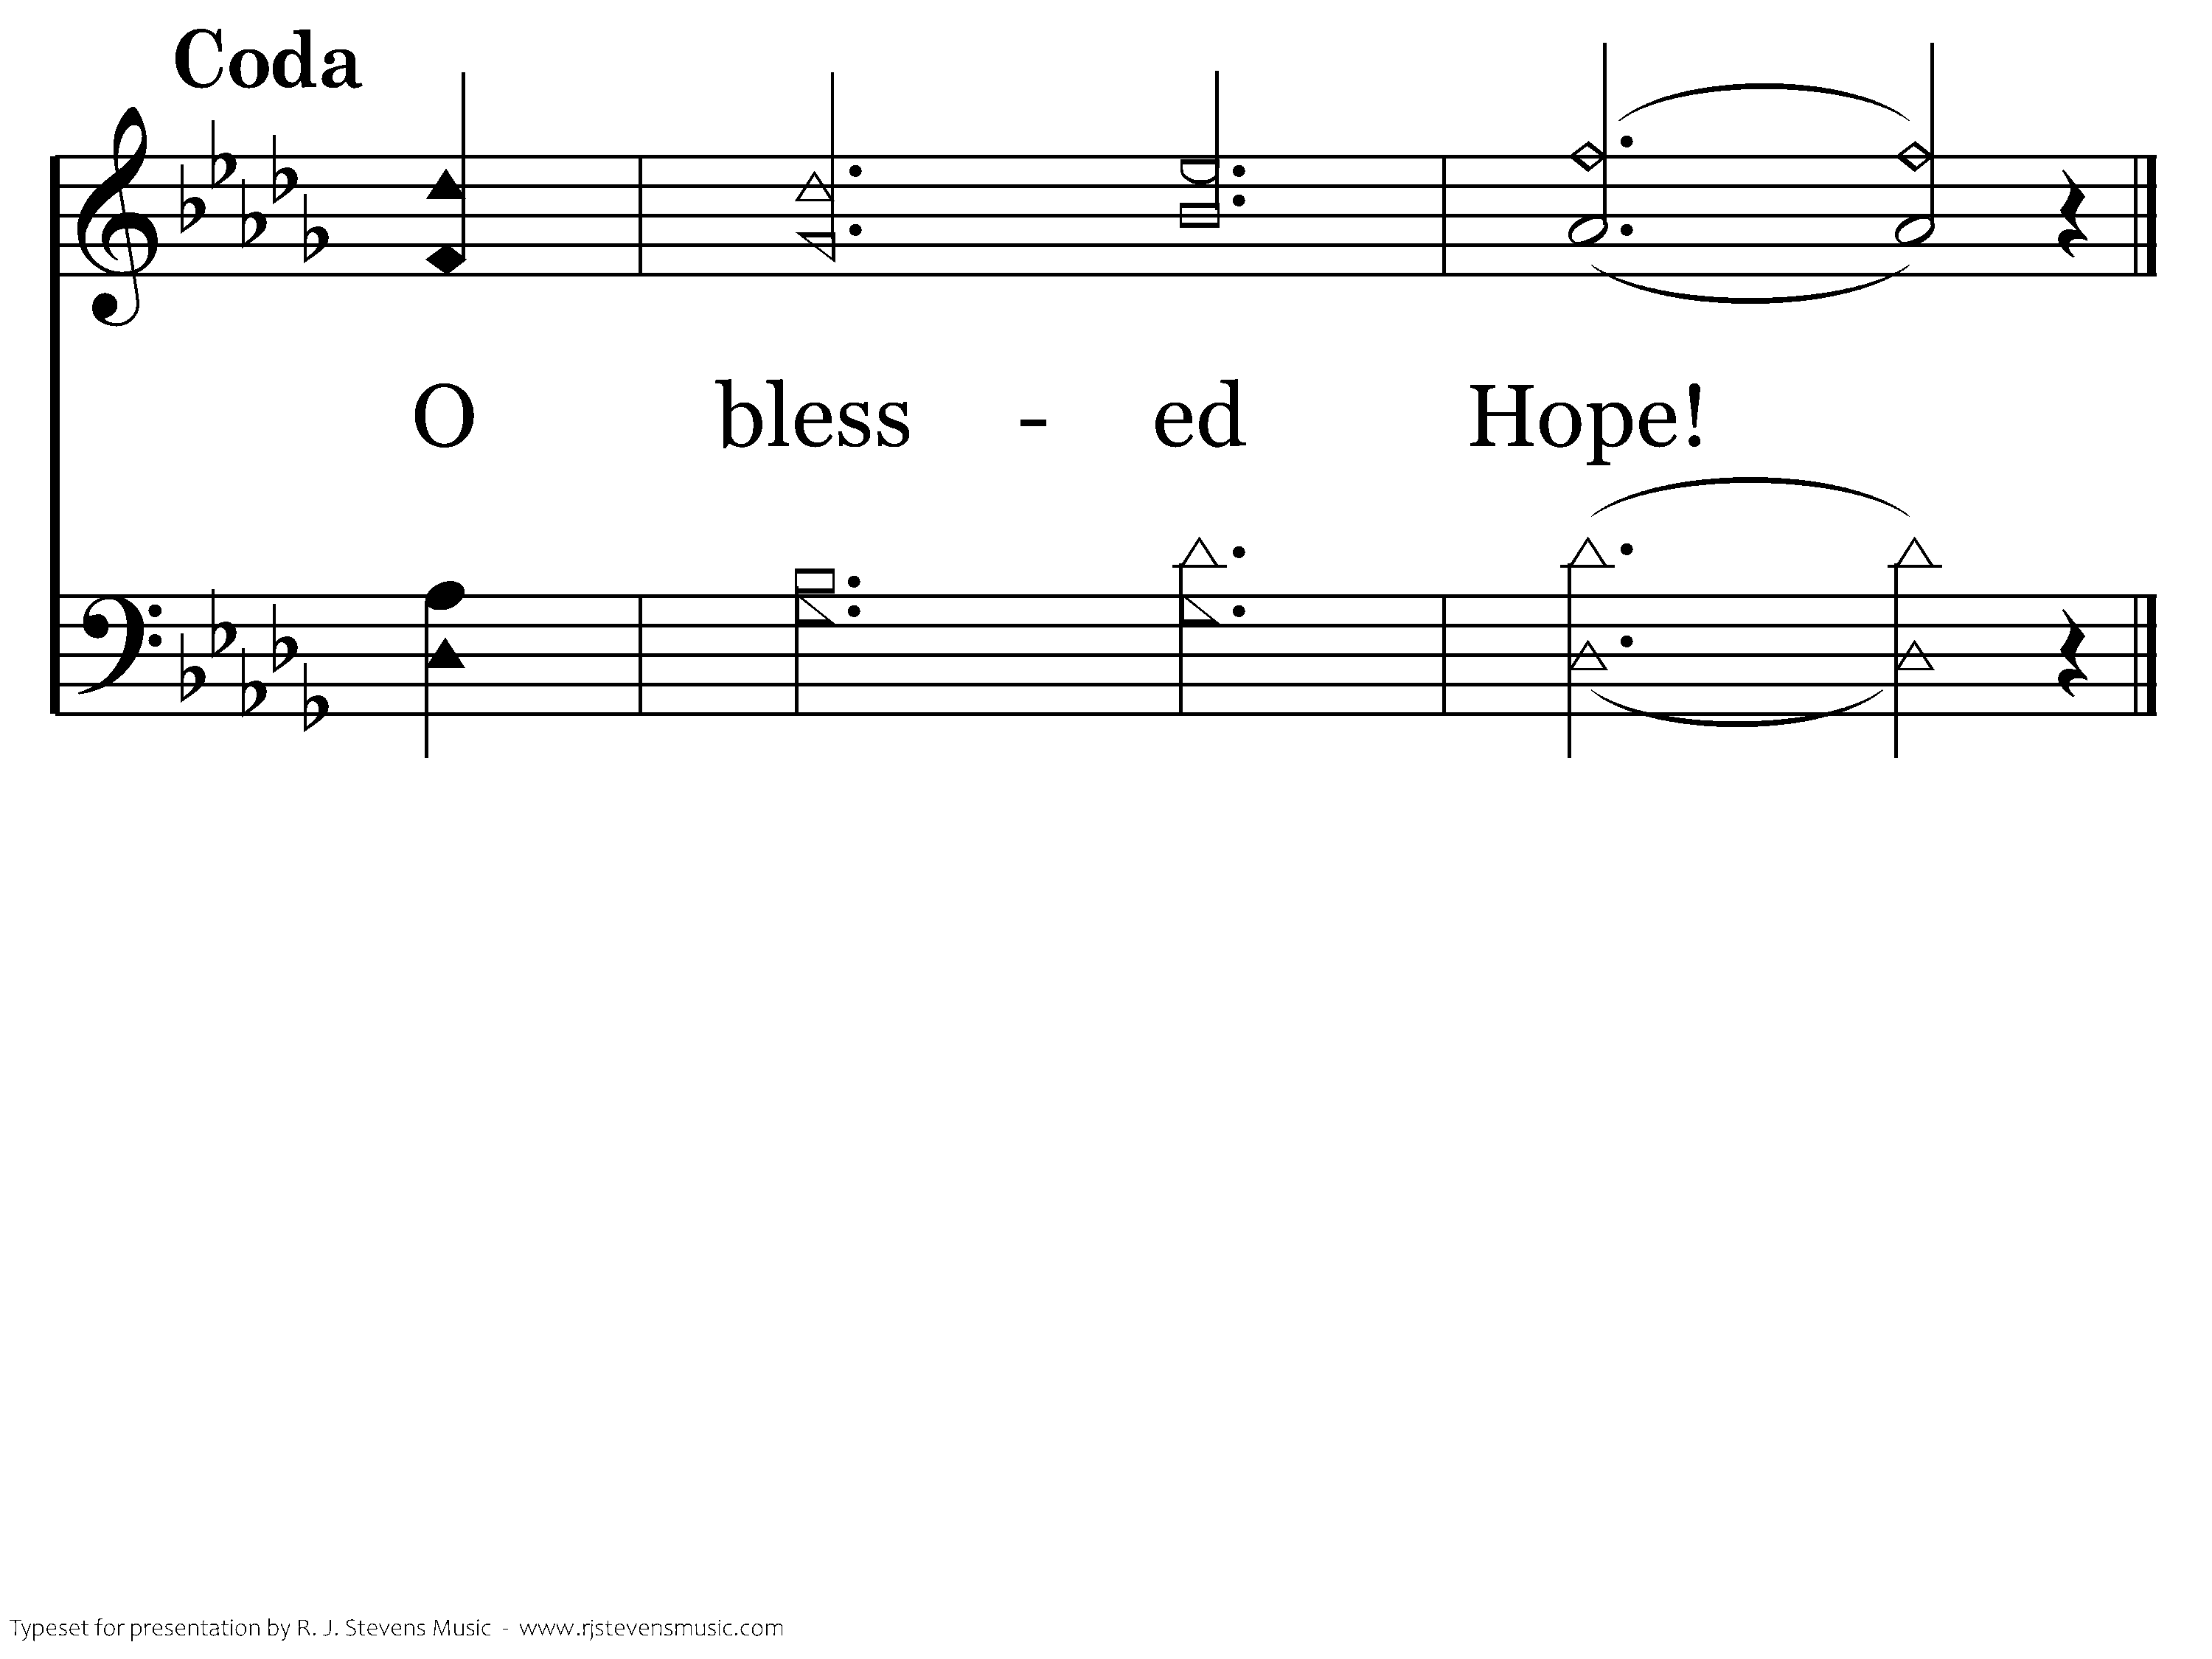 Coda
O bless - ed Hope!
Typeset for presentation by R. J. Stevens Music - www.rjstevensmusic.com